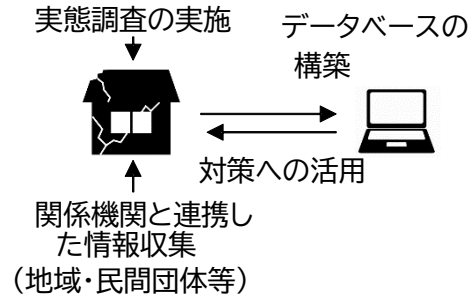 実態調査の実施
データベースの
構築
対策への活用
関係機関と連携し
た情報収集
（地域・民間団体等）